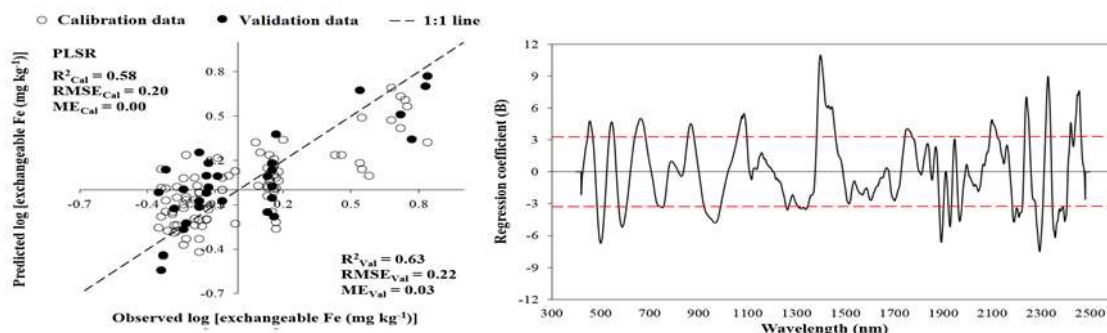 Calibration data Validation data 1:1 line
PLSR
R²Cal = 0.58
RMSECal = 0.20
MECal = 0.00
Predicted log [exchangeable Fe (mg kg⁻¹)]
0.8
0.2
-0.4
-0.7
-0.7 -0.4 -0.1 0.2 0.5 0.8
R²Val = 0.63
RMSEVal = 0.22
MEVal = 0.03
Observed log [exchangeable Fe (mg kg⁻¹)]
Regression coefficient (B)
12
9
6
3
0
-3
-6
-9
-12
300 500 700 900 1100 1300 1500 1700 1900 2100 2300 2500
Wavelength (nm)